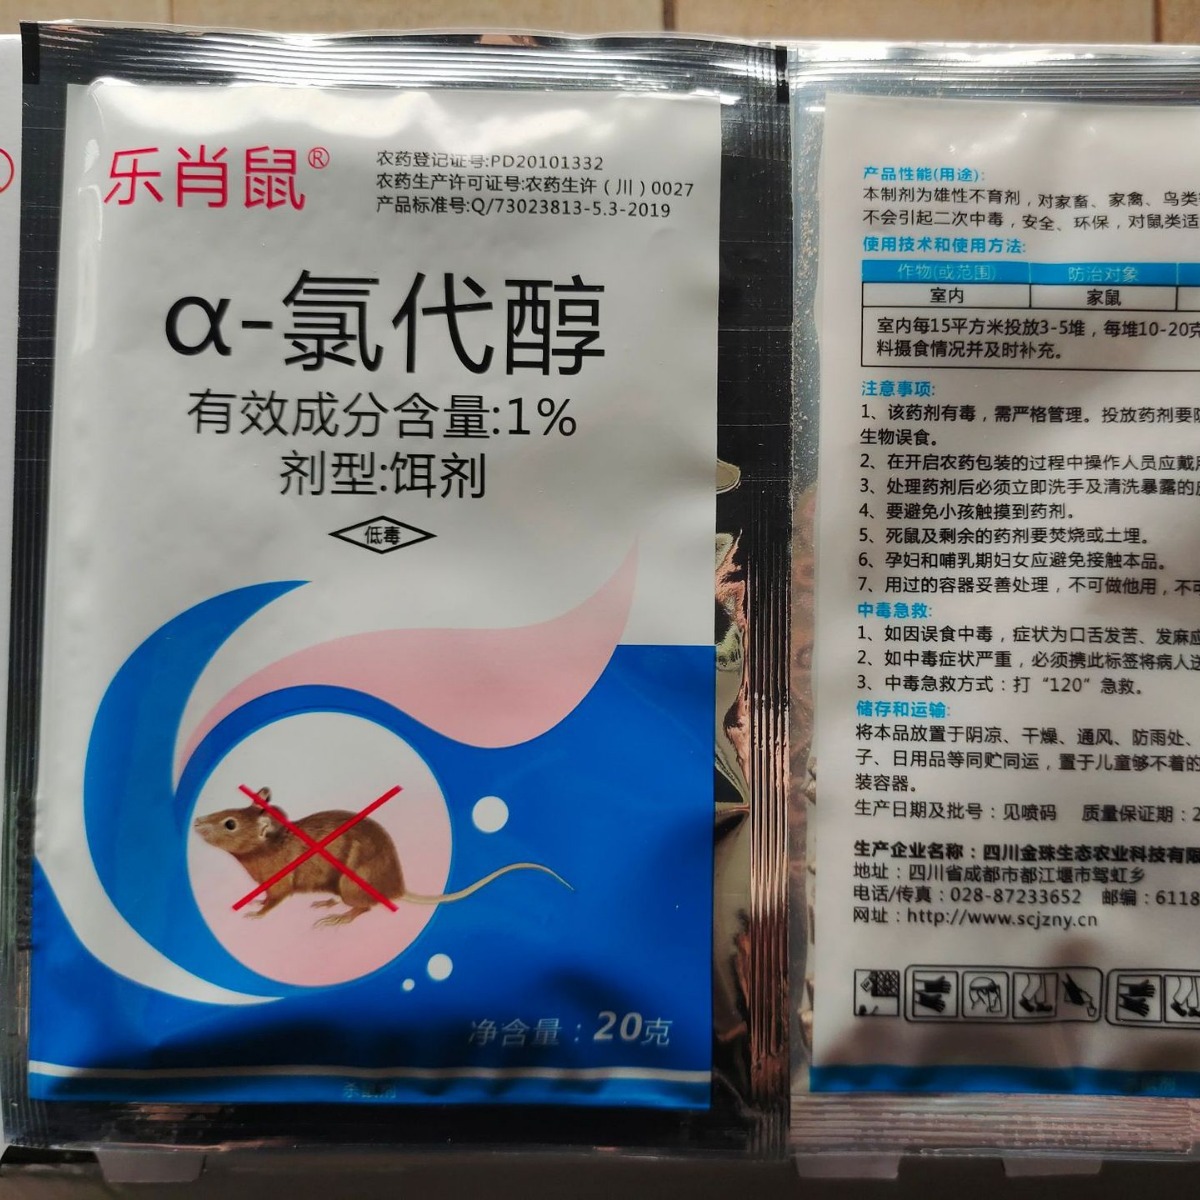 乐肖鼠®
农药登记证号:PD20101332
农药生产许可证号:农药生许（川）0027
产品标准号:Q/73023813-5.3-2019
α-氯代醇
有效成分含量:1%
剂型:饵剂
低毒
净含量：20克
杀鼠剂
产品性能(用途):
本制剂为雄性不育剂，对家畜、家禽、鸟类
不会引起二次中毒，安全、环保，对鼠类适
使用技术和使用方法:
作物(或范围) 防治对象
室内 家鼠
室内每15平方米投放3-5堆，每堆10-20克
料摄食情况并及时补充。
注意事项:
1、该药剂有毒，需严格管理。投放药剂要防
生物误食。
2、在开启农药包装的过程中操作人员应戴
3、处理药剂后必须立即洗手及清洗暴露的
4、要避免小孩触摸到药剂。
5、死鼠及剩余的药剂要焚烧或土埋。
6、孕妇和哺乳期妇女应避免接触本品。
7、用过的容器妥善处理，不可做他用，不可
中毒急救:
1、如因误食中毒，症状为口舌发苦、发麻应
2、如中毒症状严重，必须携此标签将病人送
3、中毒急救方式：打“120”急救。
储存和运输:
将本品放置于阴凉、干燥、通风、防雨处、
子、日用品等同贮同运，置于儿童够不着的
装容器。
生产日期及批号：见喷码 质量保证期：2
生产企业名称：四川金珠生态农业科技有限
地址：四川省成都市都江堰市驾虹乡
电话/传真：028-87233652 邮编：6118
网址：http://www.scjzny.cn